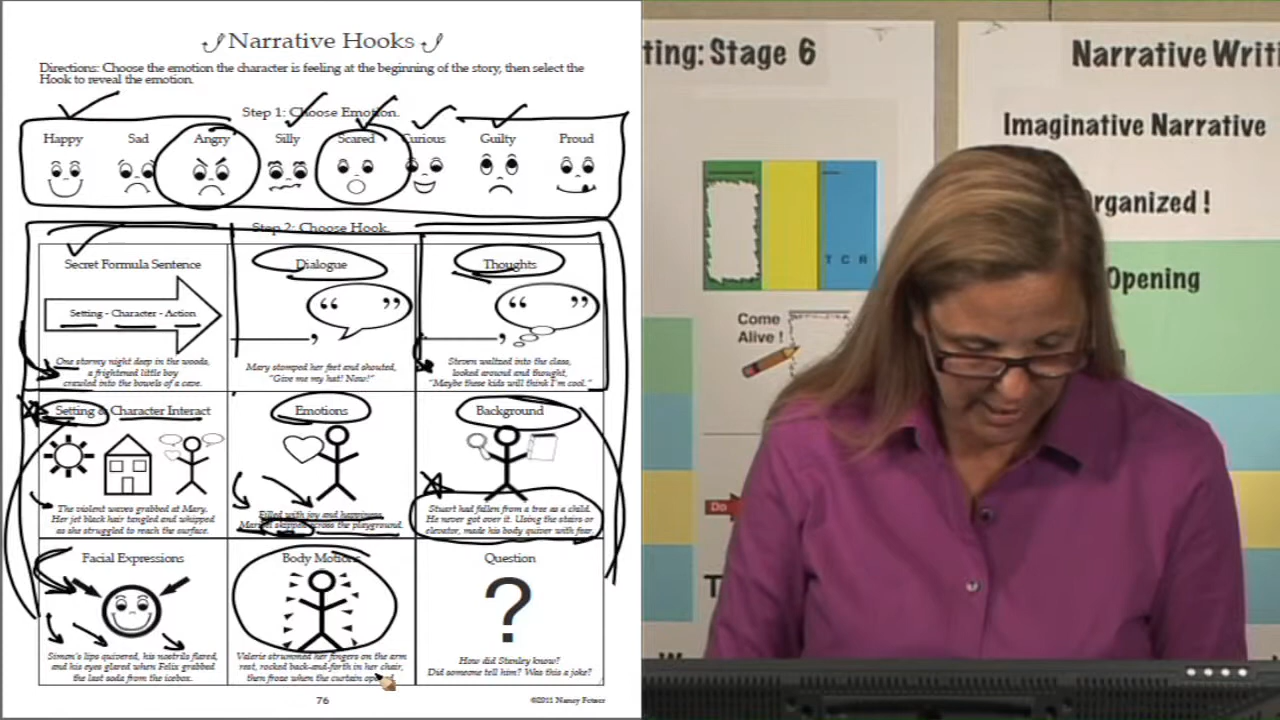 Narrative Hooks
Directions: Choose the emotion the character is feeling at the beginning of the story, then select the
Hook to reveal the emotion.
Step 1: Choose Emotion.
Happy Sad Angry Silly Scared Curious Guilty Proud
Step 2: Choose Hook.
Secret Formula Sentence
Setting - Character - Action
One stormy night deep in the woods,
a frightened little boy
crawled into the bowels of a cave.
Dialogue
“ ”
,
Mary stomped her feet and shouted,
"Give me my hat! Now!"
Thoughts
“ ”
,
Steven waltzed into the class,
looked around and thought,
"Maybe these kids will think I'm cool."
Setting & Character Interact
The violent waves grabbed at Mary.
Her jet black hair tangled and whipped
as she struggled to reach the surface.
Emotions
Filled with joy and happiness,
skipped across the playground.
Background
Stuart had fallen from a tree as a child.
He never got over it. Using the stairs or
elevator, made his body quiver with fear.
Facial Expressions
Simon's lips quivered, his nostrils flared,
and his eyes glared when Felix grabbed
the last soda from the icebox.
Body Motions
Valerie strummed her fingers on the arm
rest, rocked back-and-forth in her chair,
then froze when the curtain
Question
?
How did Stanley know?
Did someone tell him? Was this a joke?
76
©2011 Nancy Fetzer
ting: Stage 6
T C R
Come
Alive !
Do
T
Narrative Writi
Imaginative Narrative
rganized !
Opening